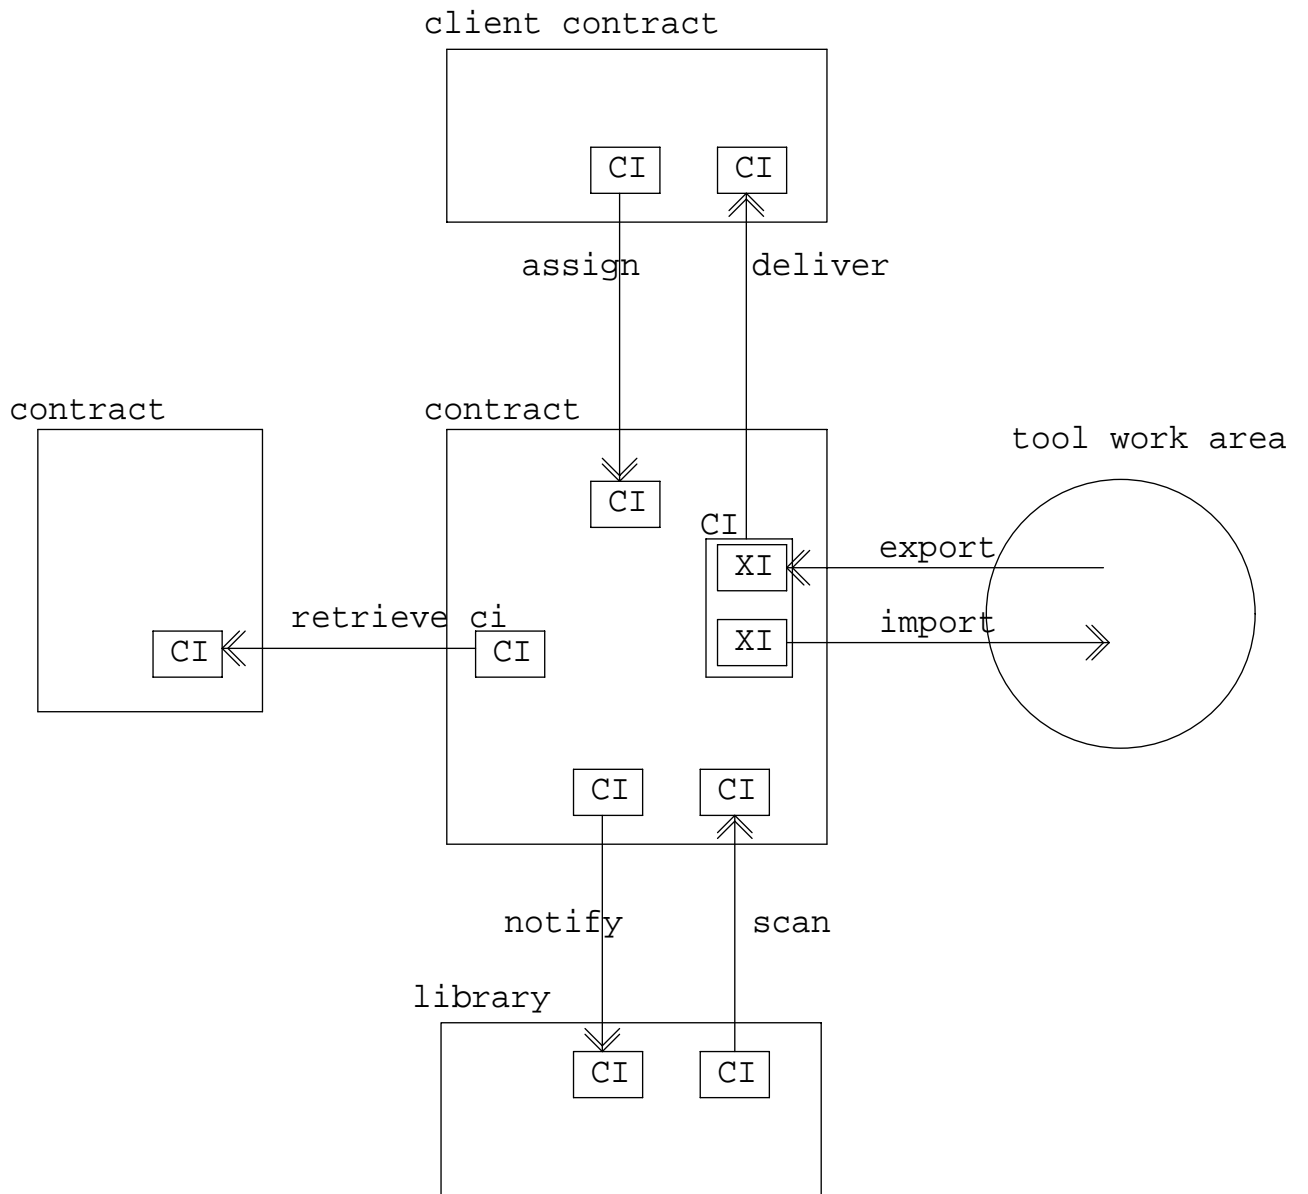 client contract
CI
CI
assign
deliver
contract
contract
tool work area
CI
CI
XI
export
retrieve ci
import
CI
CI
XI
CI
CI
notify
scan
library
CI
CI